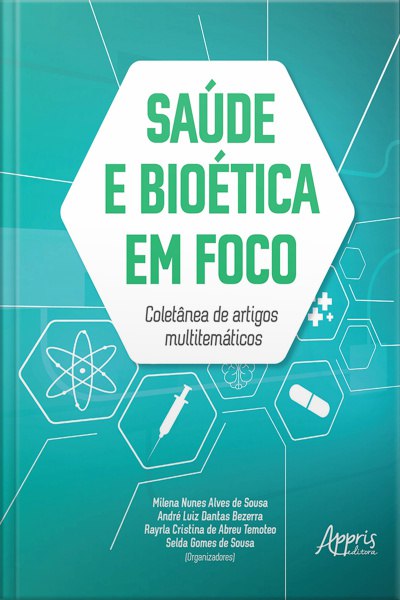 SAÚDE
E BIOÉTICA
EM FOCO
Coletânea de artigos
multitemáticos
Milena Nunes Alves de Sousa
André Luiz Dantas Bezerra
Rayrla Cristina de Abreu Temoteo
Selda Gomes de Sousa
(Organizadores)
Appris
editora